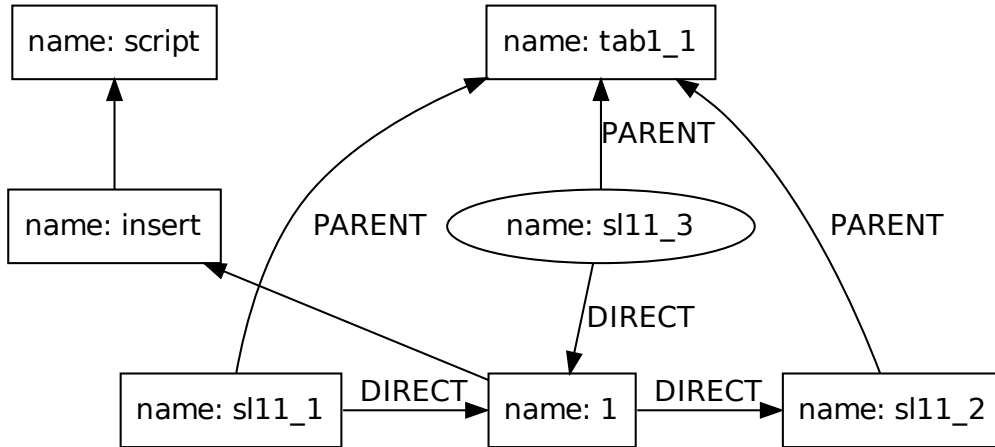 name: script
name: tab1_1
PARENT
name: insert
PARENT
name: sl11_3
PARENT
DIRECT
name: sl11_1
DIRECT
name: 1
DIRECT
name: sl11_2